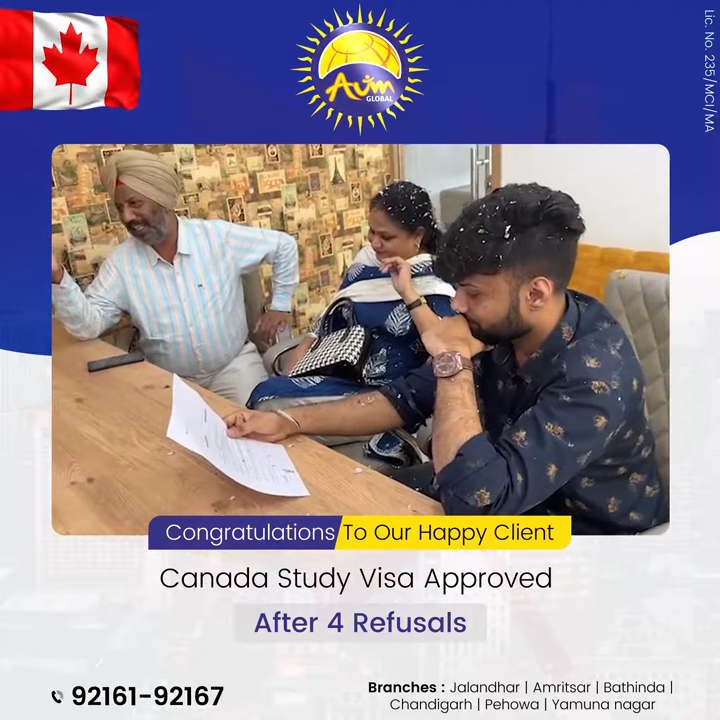 Lic. No. 235/MCI/MA
Aum
GLOBAL
Congratulations To Our Happy Client
Canada Study Visa Approved
After 4 Refusals
92161-92167
Branches : Jalandhar | Amritsar | Bathinda |
Chandigarh | Pehowa | Yamuna nagar